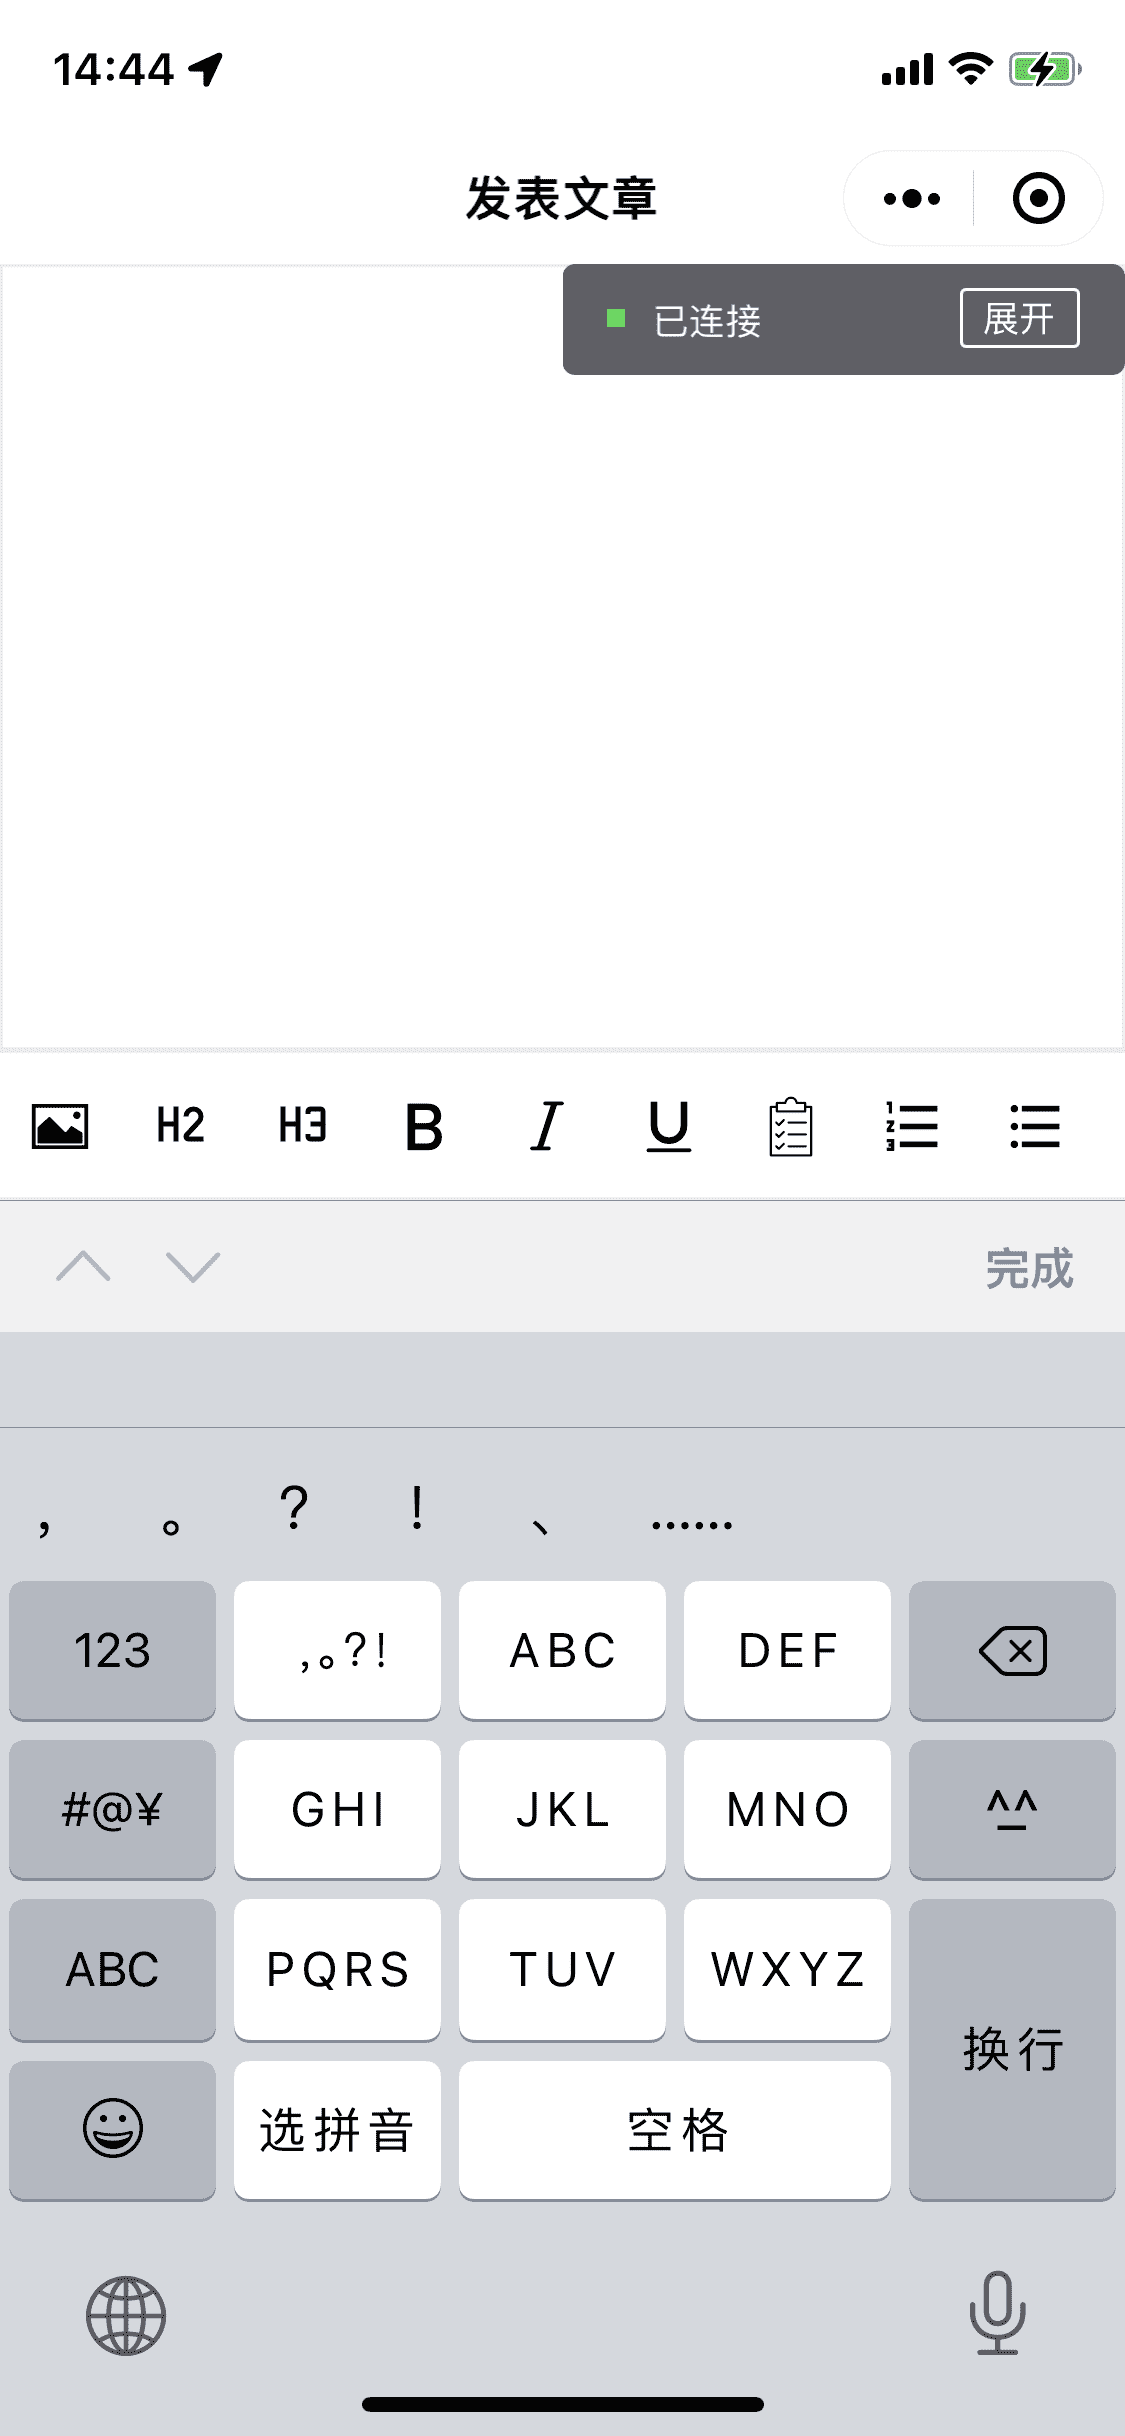 14:44
发表文章
已连接 展开
H2 H3 B I U
完成
， 。 ? ! 、 ……
123 ,。?! ABC DEF
#@¥ GHI JKL MNO ^^
ABC PQRS TUV WXYZ
换行
选拼音 空格